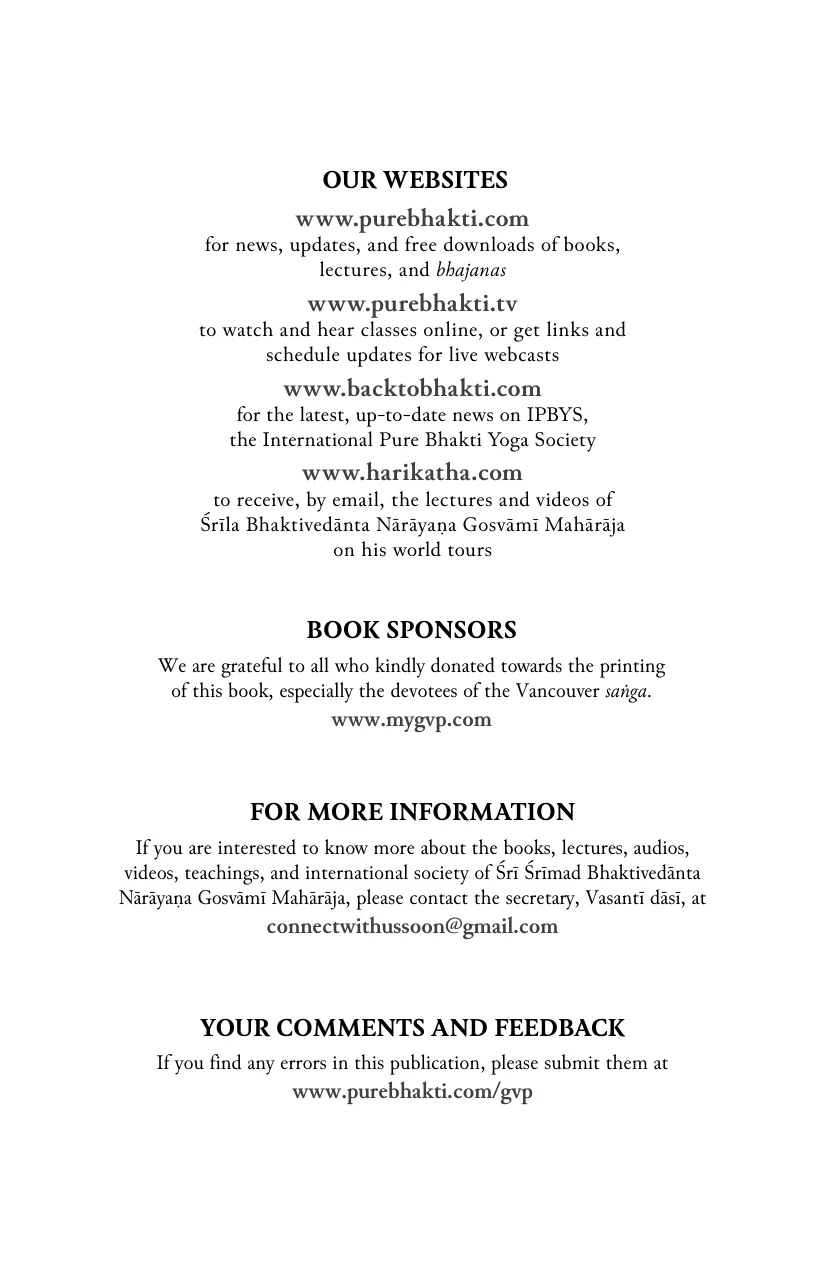 OUR WEBSITES
www.purebhakti.com
for news, updates, and free downloads of books,
lectures, and bhajanas
www.purebhakti.tv
to watch and hear classes online, or get links and
schedule updates for live webcasts
www.backtobhakti.com
for the latest, up-to-date news on IPBYS,
the International Pure Bhakti Yoga Society
www.harikatha.com
to receive, by email, the lectures and videos of
Śrīla Bhaktivedānta Nārāyaṇa Gosvāmī Mahārāja
on his world tours
BOOK SPONSORS
We are grateful to all who kindly donated towards the printing
of this book, especially the devotees of the Vancouver saṅga.
www.mygvp.com
FOR MORE INFORMATION
If you are interested to know more about the books, lectures, audios,
videos, teachings, and international society of Śrī Śrīmad Bhaktivedānta
Nārāyaṇa Gosvāmī Mahārāja, please contact the secretary, Vasantī dāsī, at
connectwithussoon@gmail.com
YOUR COMMENTS AND FEEDBACK
If you find any errors in this publication, please submit them at
www.purebhakti.com/gvp